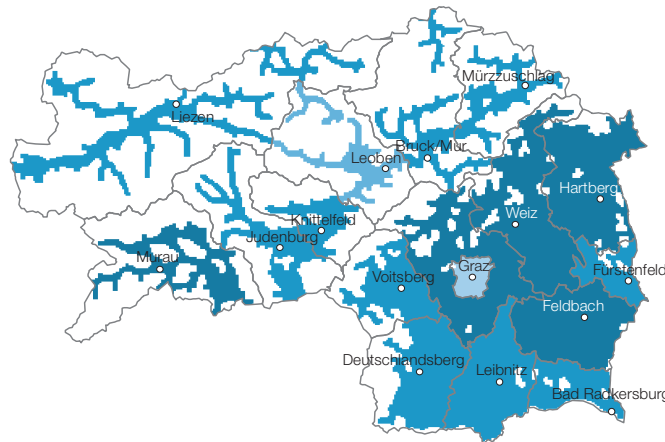 Mürzzuschlag
Liezen
Bruck/Mur
Leoben
Hartberg
Weiz
Knittelfeld
Judenburg
Murau
Graz
Fürstenfeld
Voitsberg
Feldbach
Deutschlandsberg
Leibnitz
Bad Radkersburg